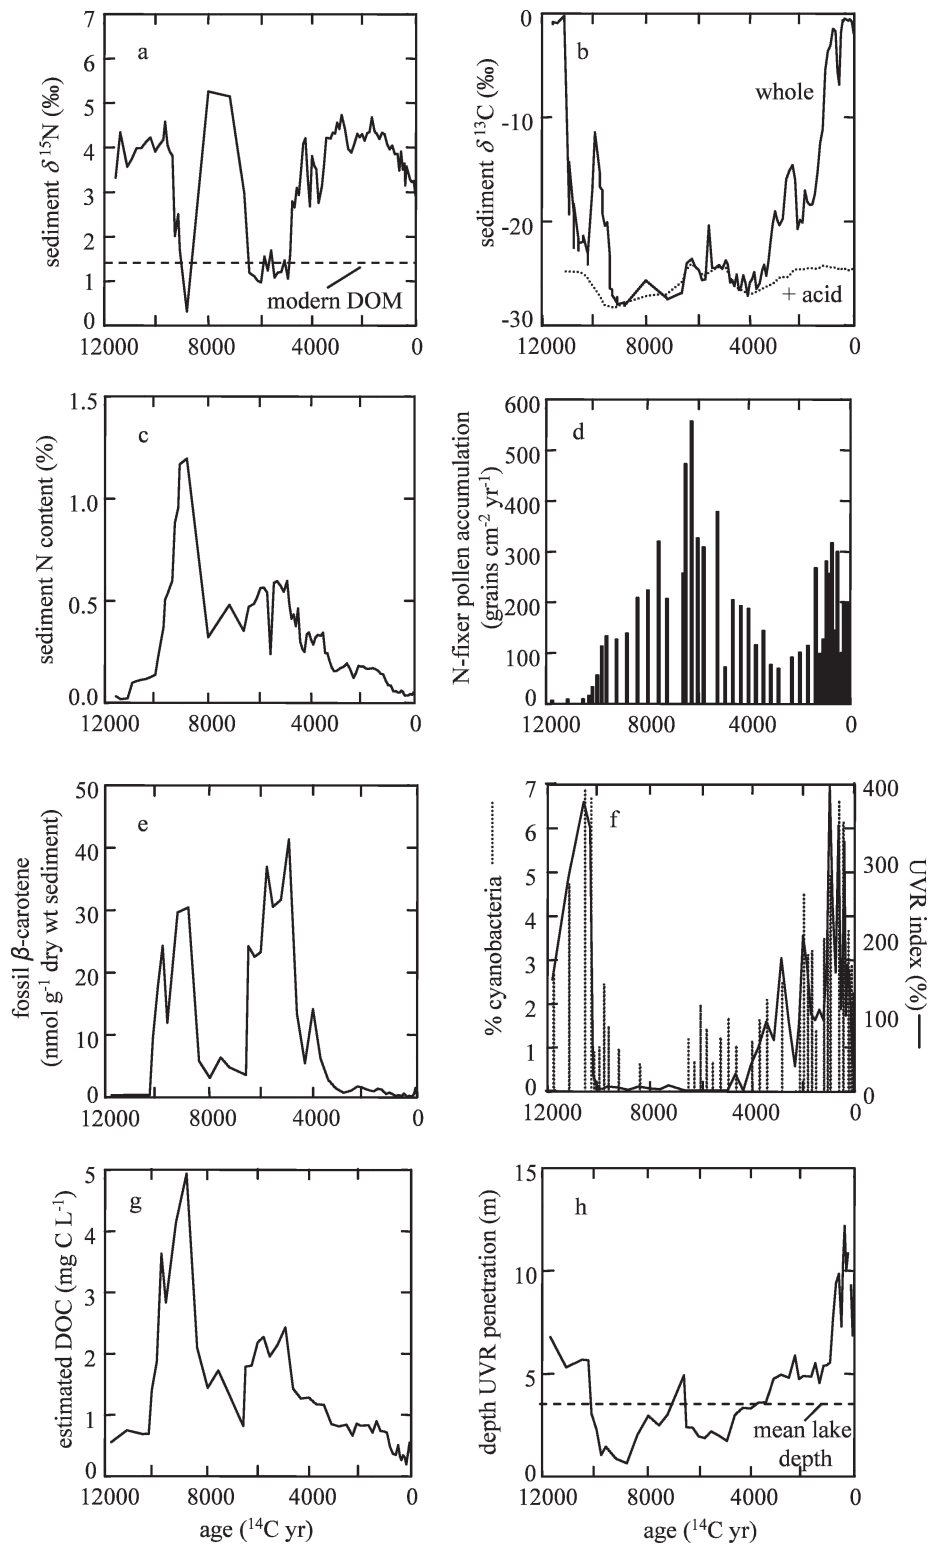 7
6
5
4
3
2
1
0
sediment δ 15N (‰)
a
modern DOM
12000 8000 4000 0
0
-10
-20
-30
sediment δ 13C (‰)
b
whole
+ acid
12000 8000 4000 0
1.5
1.0
0.5
0.0
sediment N content (%)
c
12000 8000 4000 0
600
500
400
300
200
100
0
N-fixer pollen accumulation
(grains cm-2 yr-1)
d
12000 8000 4000 0
50
40
30
20
10
0
fossil β-carotene
(nmol g-1 dry wt sediment)
e
12000 8000 4000 0
7
6
5
4
3
2
1
0
% cyanobacteria
f
400
300
200
100
0
UVR index (%)
12000 8000 4000 0
5
4
3
2
1
0
estimated DOC (mg C L-1)
g
12000 8000 4000 0
age (14C yr)
15
10
5
0
depth UVR penetration (m)
h
mean lake
depth
12000 8000 4000 0
age (14C yr)